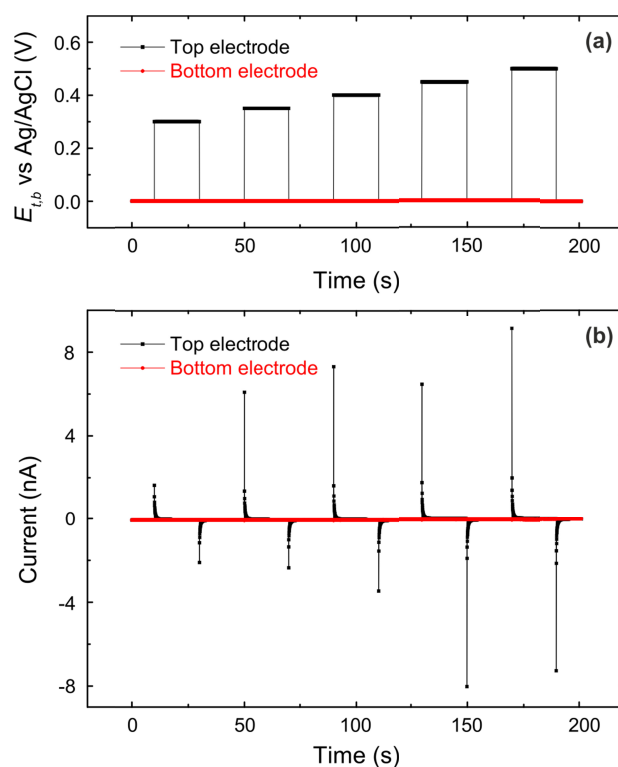 (a)
Top electrode
Bottom electrode
E_{t,b} vs Ag/AgCl (V)
0.6
0.4
0.2
0.0
0 50 100 150 200
Time (s)
(b)
Top electrode
Bottom electrode
Current (nA)
8
4
0
-4
-8
0 50 100 150 200
Time (s)